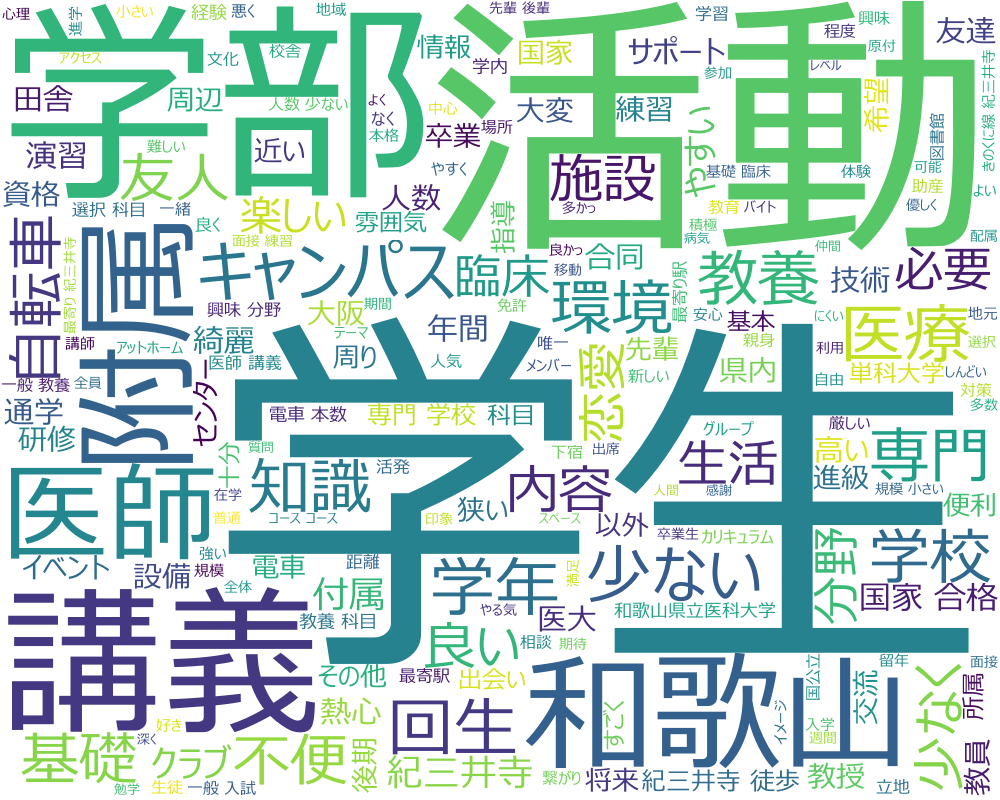 心理
進学
小さい
経験
悪く
地域
先輩 後輩
学習
興味
アクセス
文化
校舎
情報
学内
国家
サポート
程度
原付
友達
田舎
周辺
人数 少ない
よく
なく
中心
大変
参加
レベル
学部
活動
本格
卒業
場所
練習
希望
図書館
きのくに線 紀三井寺
演習
難しい
友人
近い
やすく
施設
やすい
基礎 臨床
体験
可能
よい
資格
選択 科目
一緒
人数
多かっ
教育
バイト
助産
優しく
自転車
最寄り 紀三井寺
附属
良く
楽しい
雰囲気
指導
積極
病気
仲間
配属
面接 練習
キャンパス
臨床
良かっ
移動
合同
最寄り駅
教養
技術
必要
講師
興味 分野
大阪
期間
免許
環境
安心
基本
にくい
地元
アットホーム
綺麗
テーマ
年間
唯一
先輩
親身
利用
医療
選択
医師 講義
周り
人気
メンバー
新しい
県内
自由
単科大学
しんどい
一般 教養
全員
センター
電車 本数
専門 学校
科目
恋愛
対策
多数
通学
研修
質問
学生
グループ
厳しい
下宿
出席
生活
高い
専門
医師
十分
知識
活発
内容
進級
規模 小さい
在学
コース コース
狭い
以外
人間
感謝
便利
普通
印象
スペース
卒業生
カリキュラム
イベント
設備
強い
規模
電車
距離
学年
満足
少ない
分野
学校
全体
付属
やる気
医大
和歌山県立医科大学
国家 合格
講義
教養 科目
良い
相談
期待
その他
最寄駅
出会い
和歌山
国公立
留年
面接
基礎
好き
深く
クラブ
不便
熱心
回生
すごく
イメージ
交流
少なく
所属
後期
入学
週間
勉学
生徒
一般 入試
紀三井寺
繋がり
将来
紀三井寺 徒歩
教授
立地
教員